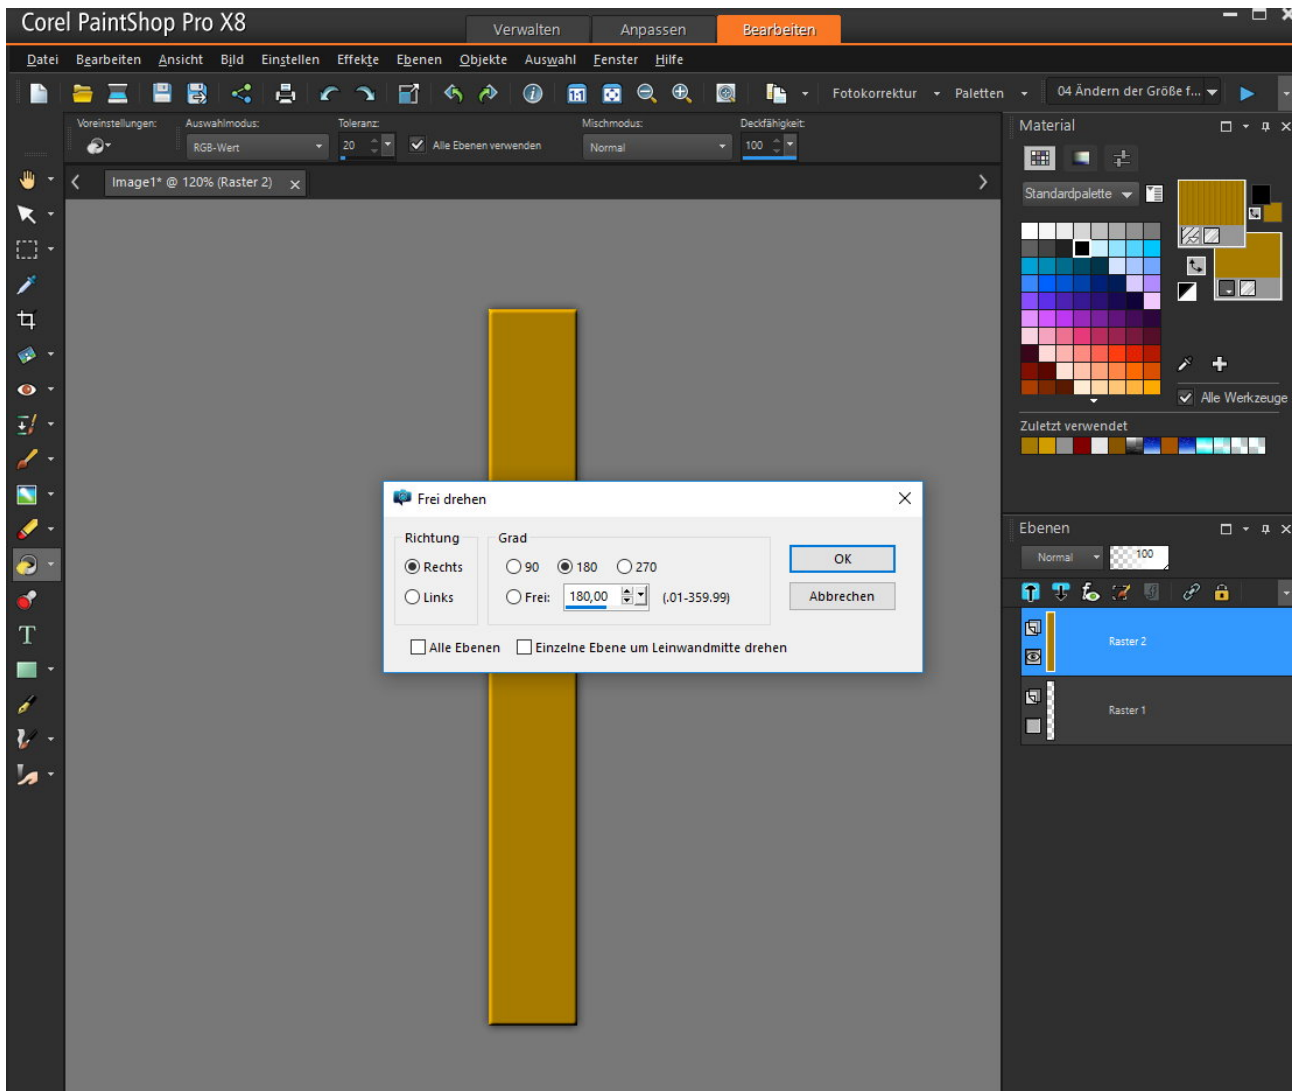 Corel PaintShop Pro X8
Verwalten
Anpassen
Bearbeiten
Datei Bearbeiten Ansicht Bild Einstellen Effekte Ebenen Objekte Auswahl Fenster Hilfe
1:1
Fotokorrektur
Paletten
04 Ändern der Größe f...
Voreinstellungen:
Auswahlmodus:
Toleranz:
Mischmodus:
Deckfähigkeit:
RGB-Wert
20
Alle Ebenen verwenden
Normal
100
Image1* @ 120% (Raster 2)
Material
Standardpalette
Alle Werkzeuge
Zuletzt verwendet
Frei drehen
Richtung
Rechts
Links
Grad
90
180
270
Frei:
180,00
(.01-359.99)
OK
Abbrechen
Alle Ebenen
Einzelne Ebene um Leinwandmitte drehen
Ebenen
Normal
100
Raster 2
Raster 1